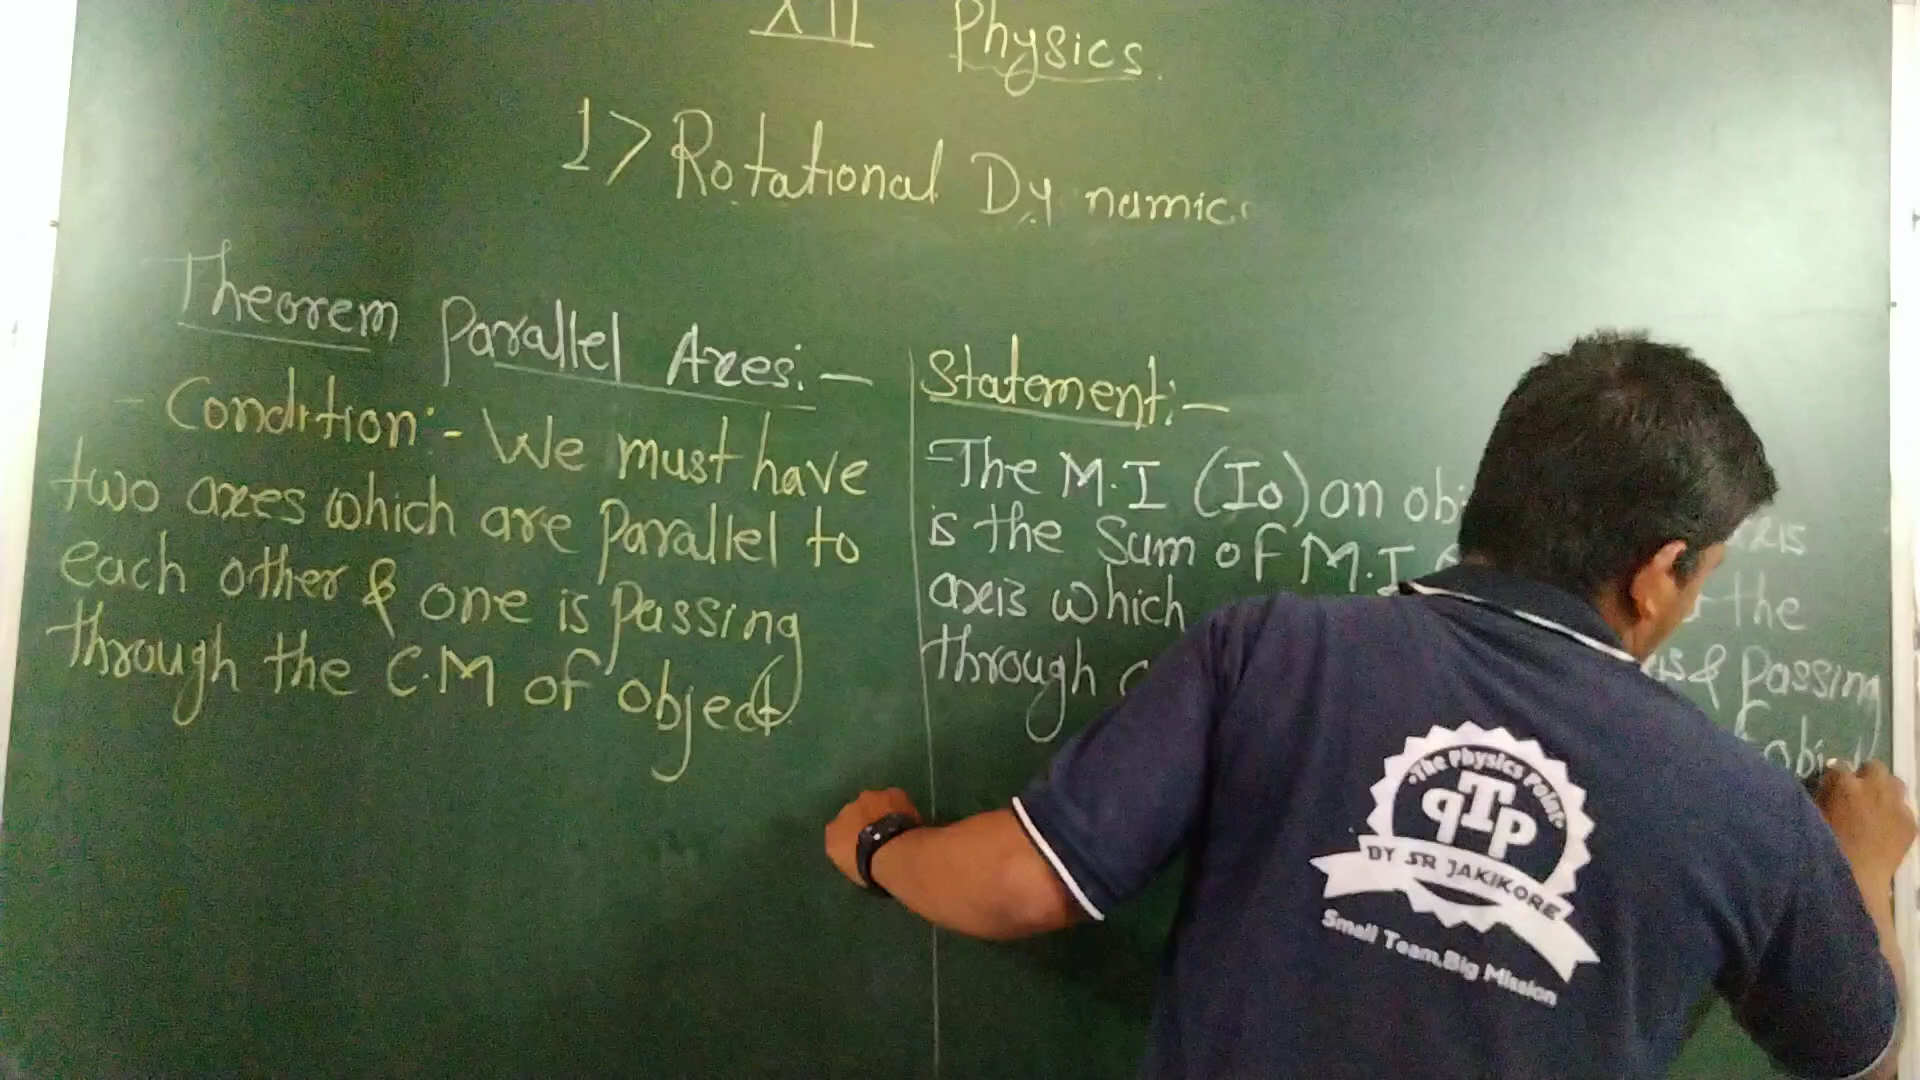 XII Physics.
1> Rotational Dynamics
Theorem Parallel Axes:-
- Condition:- We must have
two axes which are parallel to
each other & one is passing
through the C.M of object
Statement:-
-The M.I (Io) an axis
is the Sum of M.I the
axis which & passing
through
The Physics Point
qTp
BY SR JAKIKORE
Small Team, Big Mission